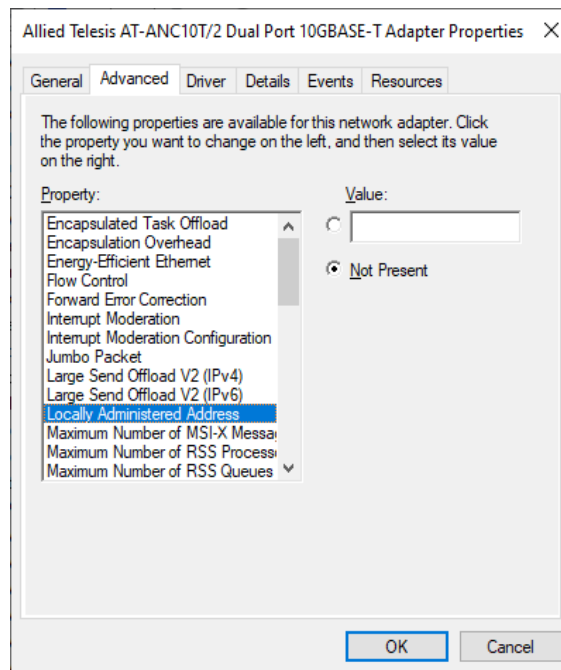 Allied Telesis AT-ANC10T/2 Dual Port 10GBASE-T Adapter Properties
General Advanced Driver Details Events Resources
The following properties are available for this network adapter. Click
the property you want to change on the left, and then select its value
on the right.
Property:
Encapsulated Task Offload
Encapsulation Overhead
Energy-Efficient Ethernet
Flow Control
Forward Error Correction
Interrupt Moderation
Interrupt Moderation Configuration
Jumbo Packet
Large Send Offload V2 (IPv4)
Large Send Offload V2 (IPv6)
Locally Administered Address
Maximum Number of MSI-X Messa
Maximum Number of RSS Process
Maximum Number of RSS Queues
Value:
Not Present
OK Cancel